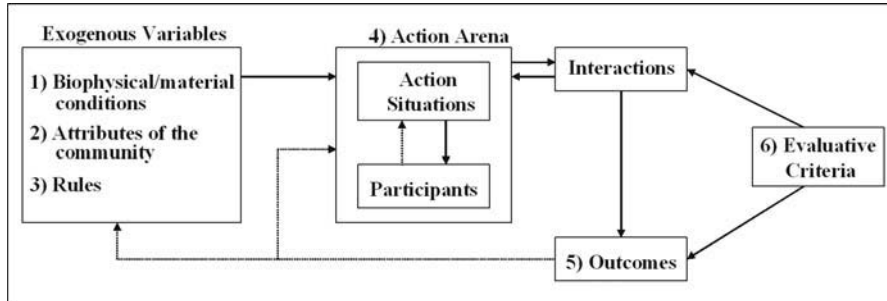 Exogenous Variables
1) Biophysical/material
conditions
2) Attributes of the
community
3) Rules
4) Action Arena
Action
Situations
Participants
Interactions
6) Evaluative
Criteria
5) Outcomes